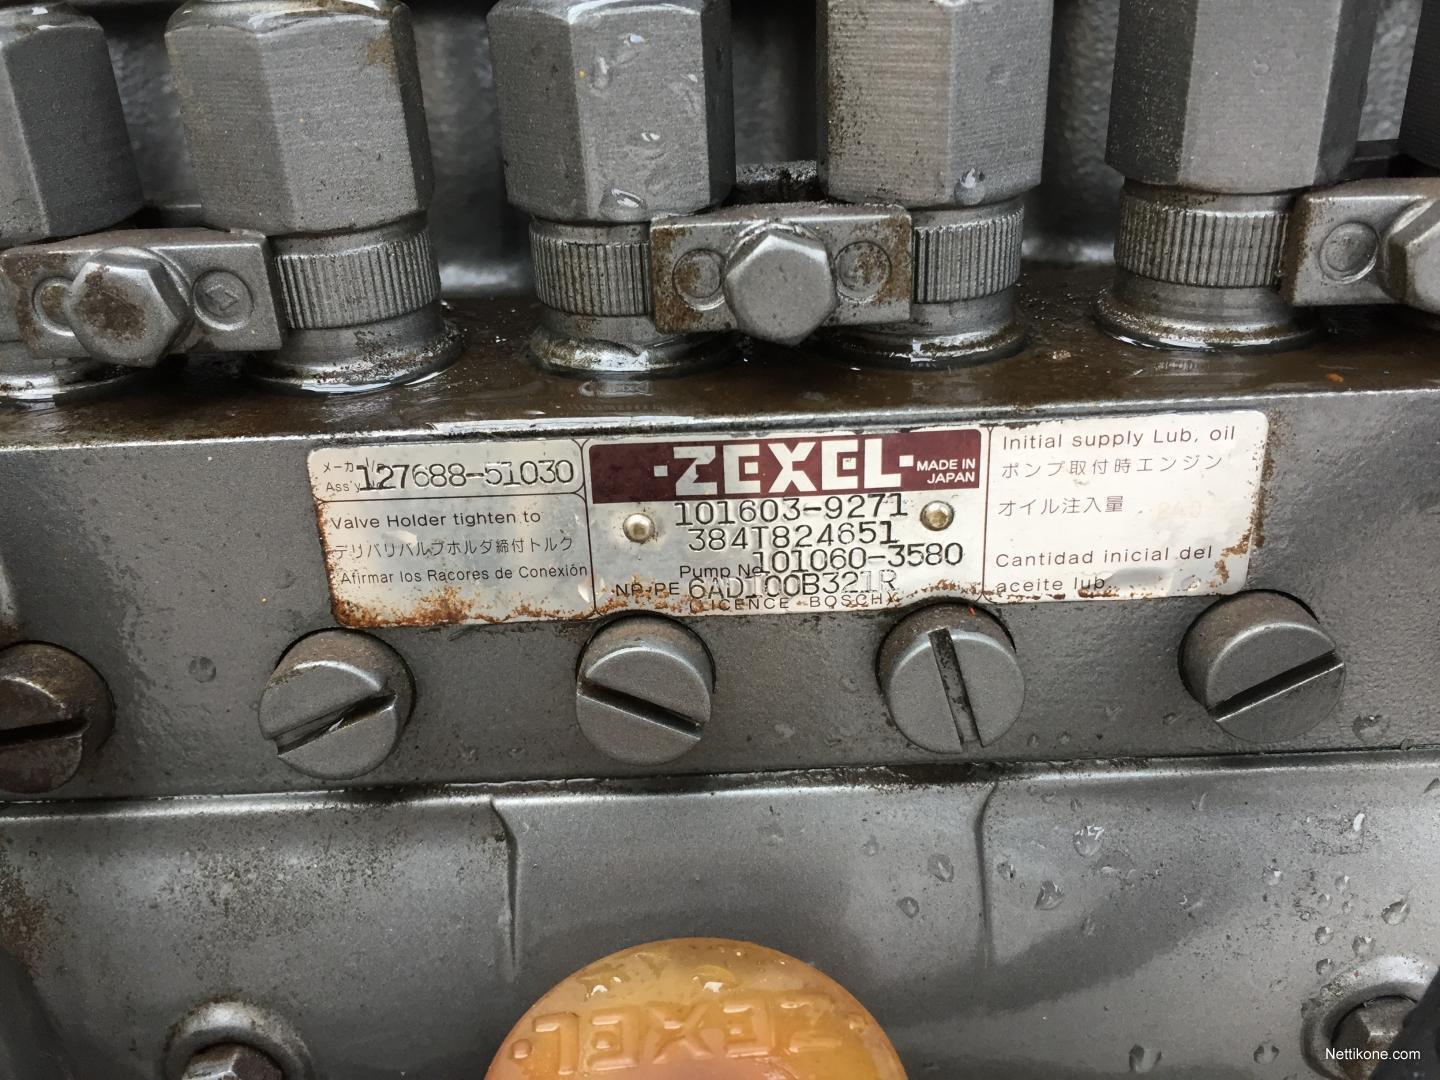 メーカ
Ass'y 127688-51030
Valve Holder tighten to
デリバリバルブホルダ締付トルク
Afirmar los Racores de Conexión
·ZEXEL·
MADE IN
JAPAN
101603-9271
384T824651
Pump No 101060-3580
NP-PE 6AD100B321R
LICENCE BOSCH
Initial supply Lub, oil
ポンプ取付時エンジン
オイル注入量
Cantidad inicial del
aceite lub.
ZEXEL
Nettikone.com